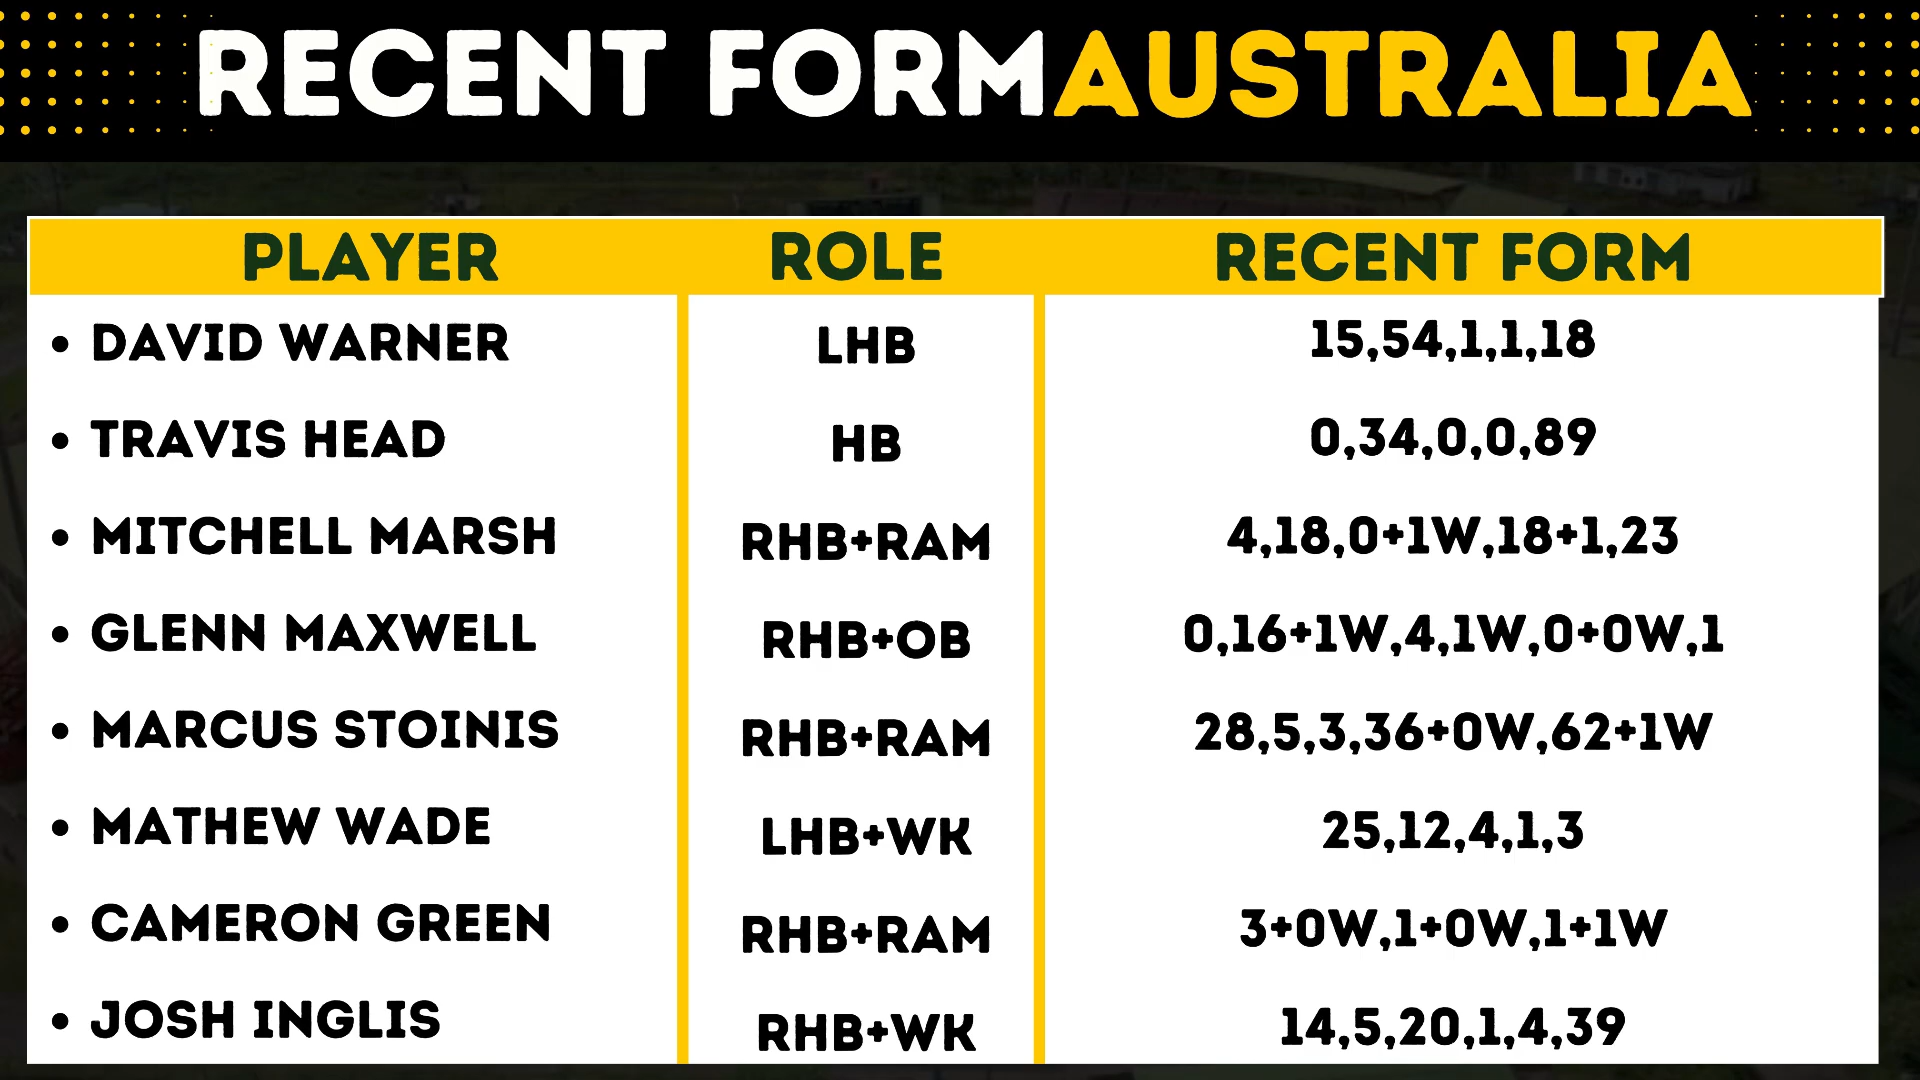 RECENT FORMAUSTRALIA
PLAYER ROLE RECENT FORM
• DAVID WARNER LHB 15,54,1,1,18
• TRAVIS HEAD HB 0,34,0,0,89
• MITCHELL MARSH RHB+RAM 4,18,0+1W,18+1,23
• GLENN MAXWELL RHB+OB 0,16+1W,4,1W,0+0W,1
• MARCUS STOINIS RHB+RAM 28,5,3,36+0W,62+1W
• MATHEW WADE LHB+WK 25,12,4,1,3
• CAMERON GREEN RHB+RAM 3+0W,1+0W,1+1W
• JOSH INGLIS RHB+WK 14,5,20,1,4,39